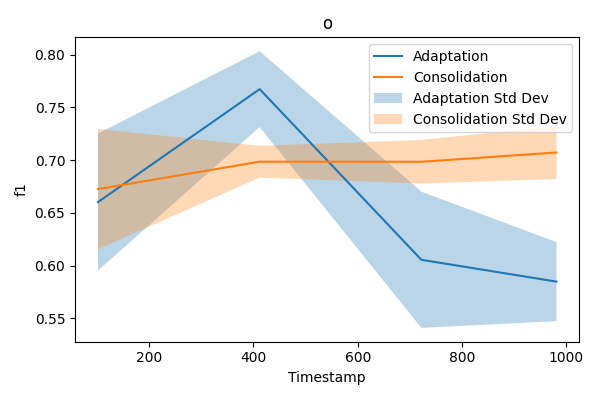 o
0.80
0.75
0.70
0.65
0.60
0.55
f1
Adaptation
Consolidation
Adaptation Std Dev
Consolidation Std Dev
200
400
600
800
1000
Timestamp